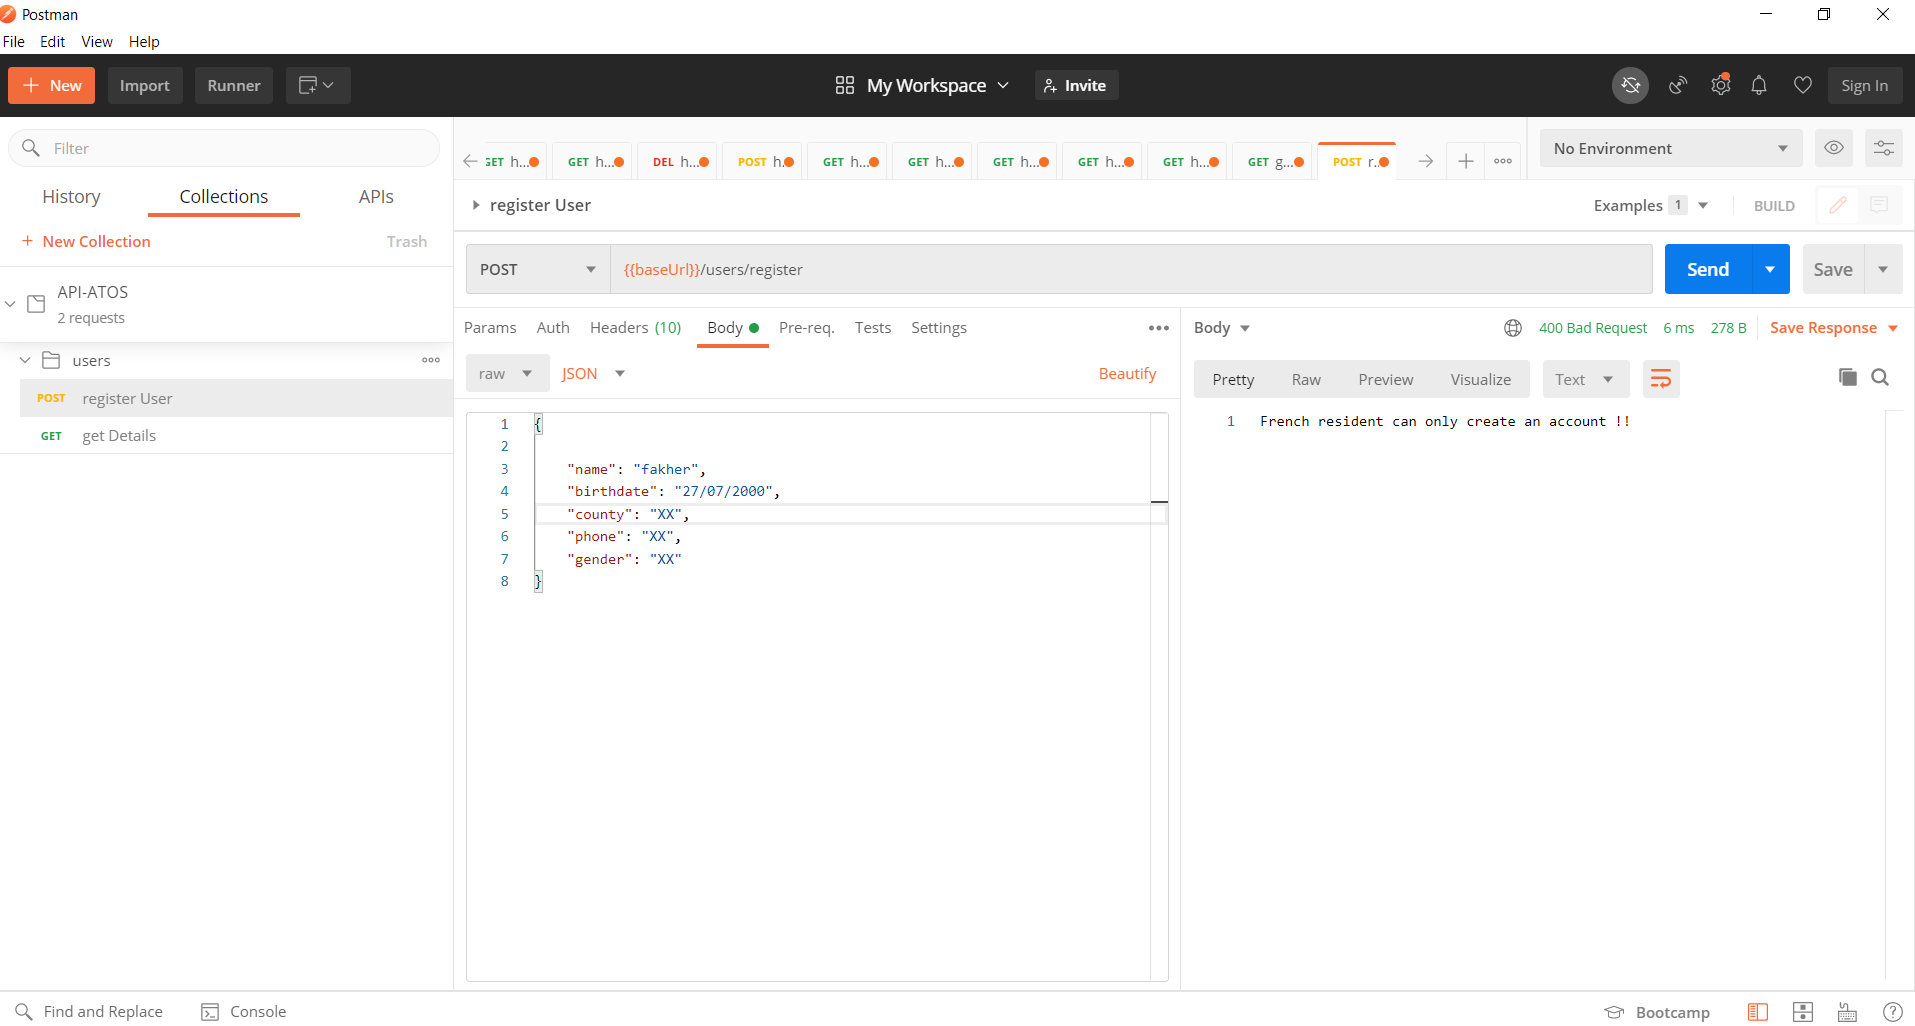 Postman
File Edit View Help
New Import Runner My Workspace Invite Sign In
Filter
History Collections APIs
+ New Collection Trash
API-ATOS
2 requests
users
POST register User
GET get Details
GET h... GET h... DEL h... POST h. GET h... GET h... GET h... GET h... GET h... GET g... POST r..
No Environment
register User
Examples 1 BUILD
POST {{baseUrl}}/users/register Send Save
Params Auth Headers (10) Body Pre-req. Tests Settings
raw JSON Beautify
1 {
2
3 "name": "fakher",
4 "birthdate": "27/07/2000",
5 "county": "XX",
6 "phone": "XX",
7 "gender": "XX"
8 }
Body 400 Bad Request 6 ms 278 B Save Response
Pretty Raw Preview Visualize Text
1 French resident can only create an account !!
Find and Replace Console Bootcamp